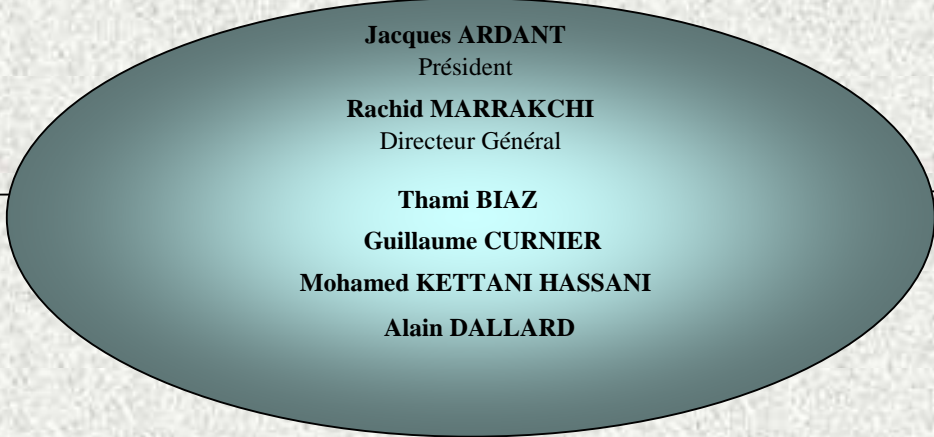 Jacques ARDANT
Président
Rachid MARRAKCHI
Directeur Général
Thami BIAZ
Guillaume CURNIER
Mohamed KETTANI HASSANI
Alain DALLARD